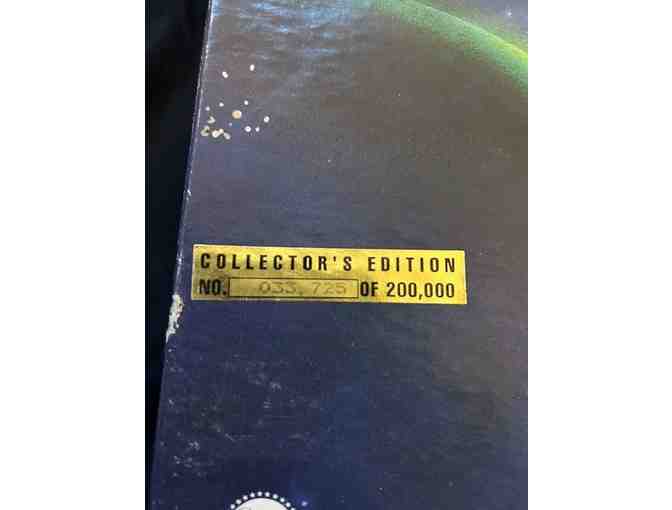 COLLECTOR'S EDITION
NO. 033,725 OF 200,000